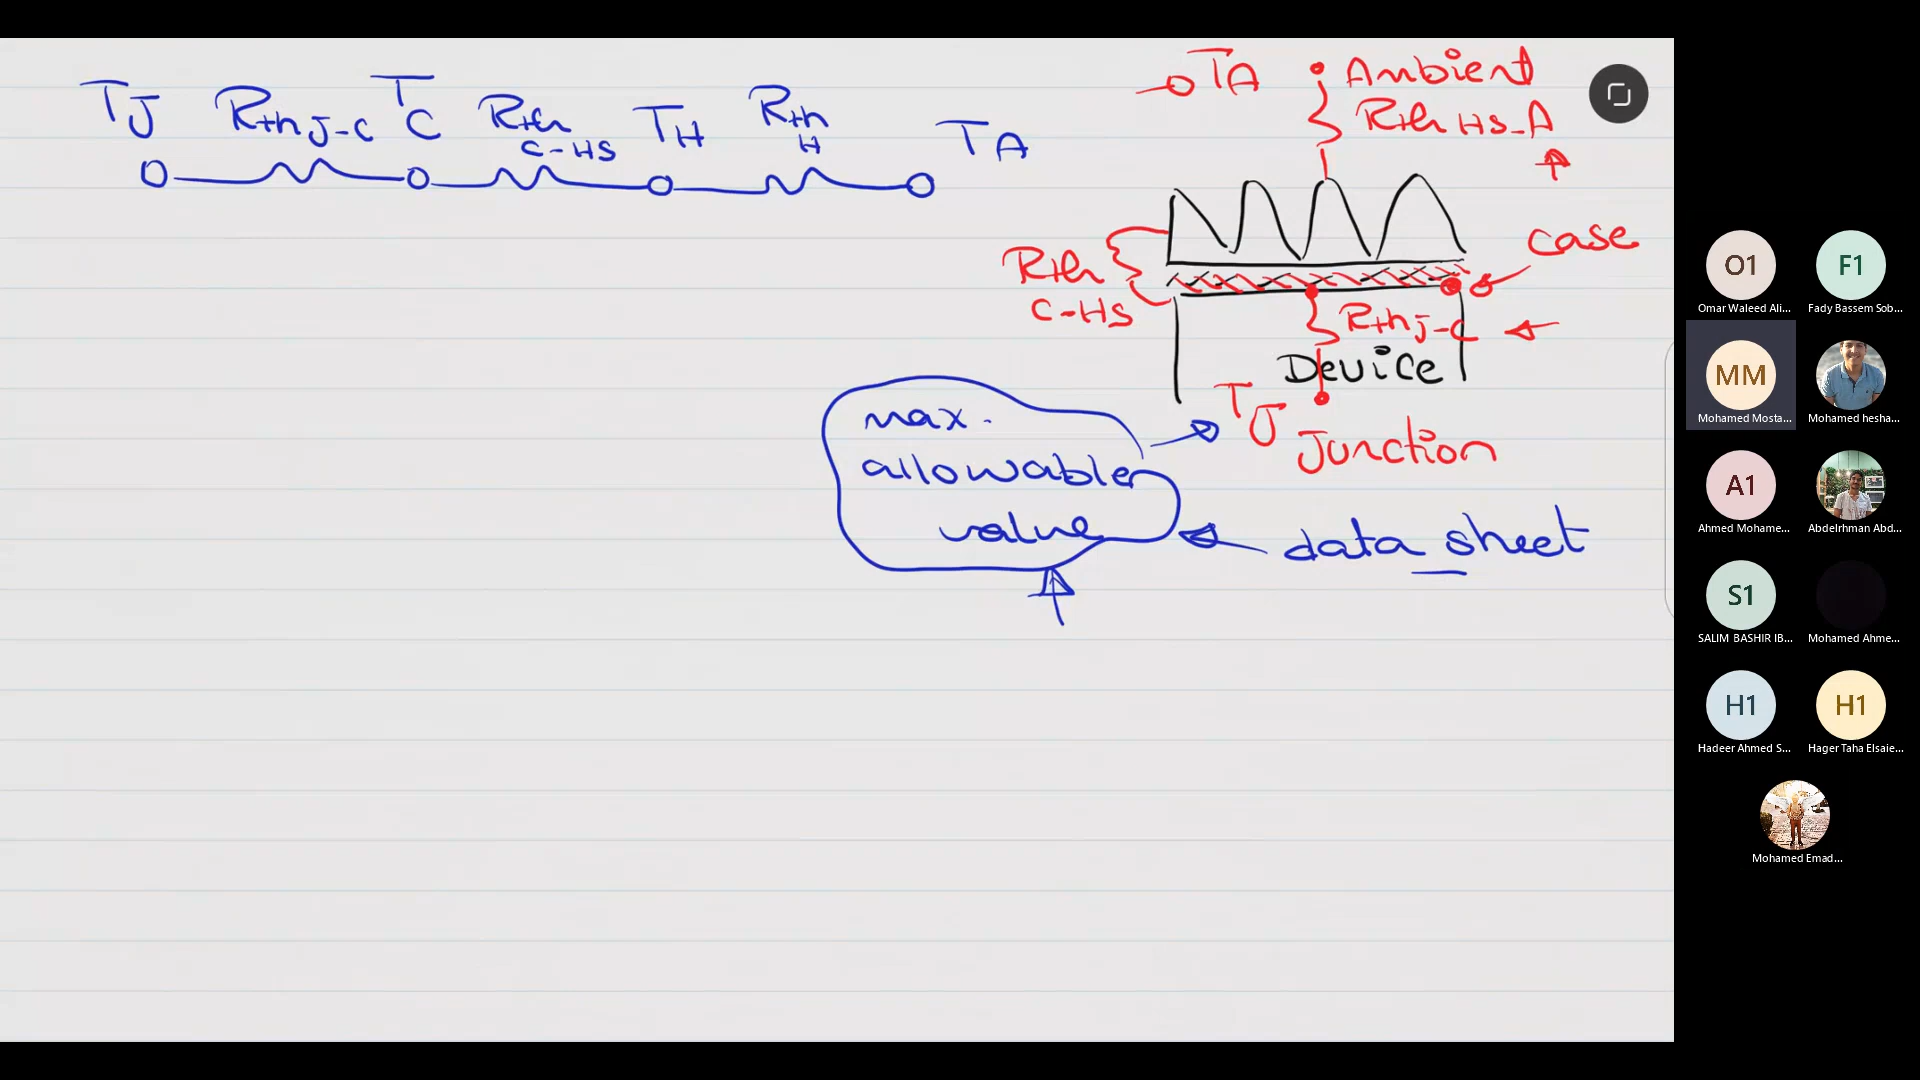 TJ RthJ-C TC Rth C-HS TH Rth H TA
TA Ambient
Rth HS-A
case
Rth
C-HS
RthJ-C
Device
TJ
Junction
max.
allowable
value
data sheet
O1
F1
Omar Waleed Ali...
Fady Bassem Sob...
MM
Mohamed Mosta...
Mohamed hesha...
A1
Ahmed Mohame...
Abdelrhman Abd...
S1
SALIM BASHIR IB...
Mohamed Ahme...
H1
H1
Hadeer Ahmed S...
Hager Taha Elsaie...
Mohamed Emad...